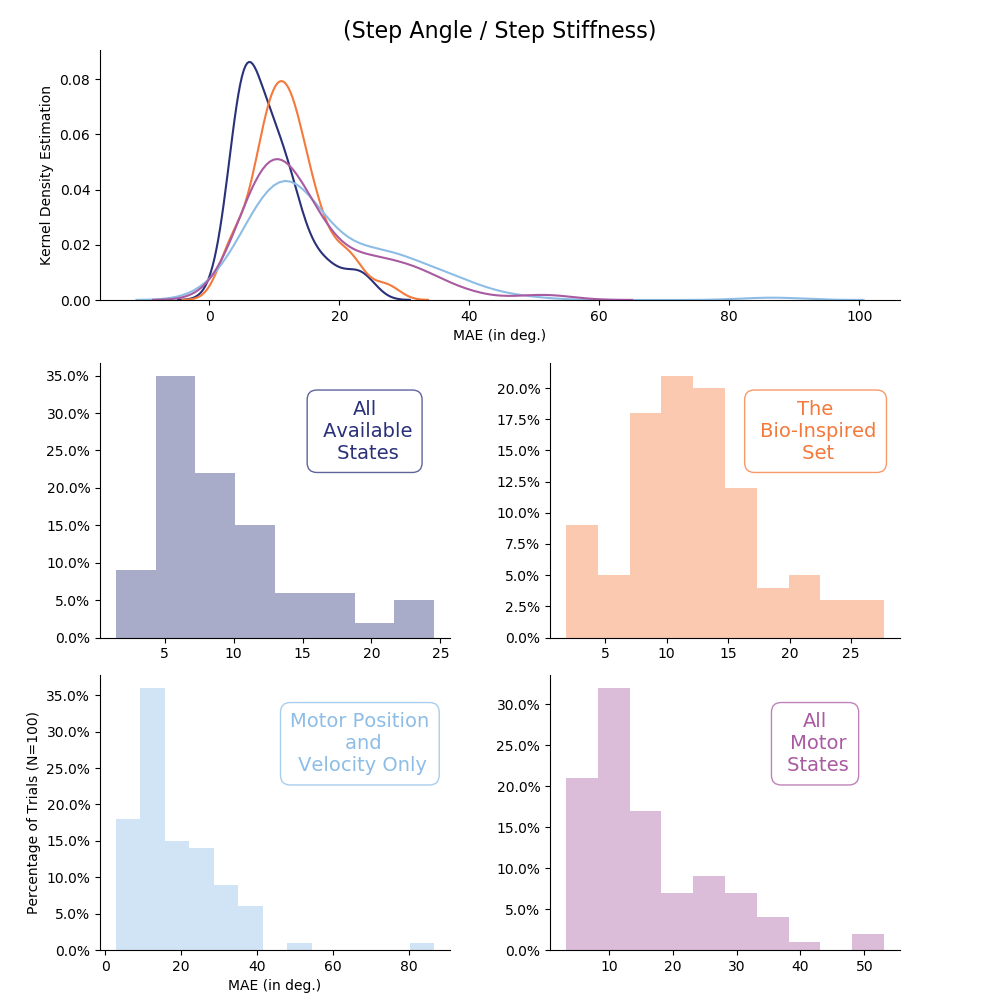 (Step Angle / Step Stiffness)
Kernel Density Estimation
0.08
0.06
0.04
0.02
0.00
0 20 40 60 80 100
MAE (in deg.)
35.0%
30.0%
25.0%
20.0%
15.0%
10.0%
5.0%
0.0%
5 10 15 20 25
All
Available
States
20.0%
17.5%
15.0%
12.5%
10.0%
7.5%
5.0%
2.5%
0.0%
5 10 15 20 25
The
Bio-Inspired
Set
Percentage of Trials (N=100)
35.0%
30.0%
25.0%
20.0%
15.0%
10.0%
5.0%
0.0%
0 20 40 60 80
MAE (in deg.)
Motor Position
and
Velocity Only
30.0%
25.0%
20.0%
15.0%
10.0%
5.0%
0.0%
10 20 30 40 50
All
Motor
States